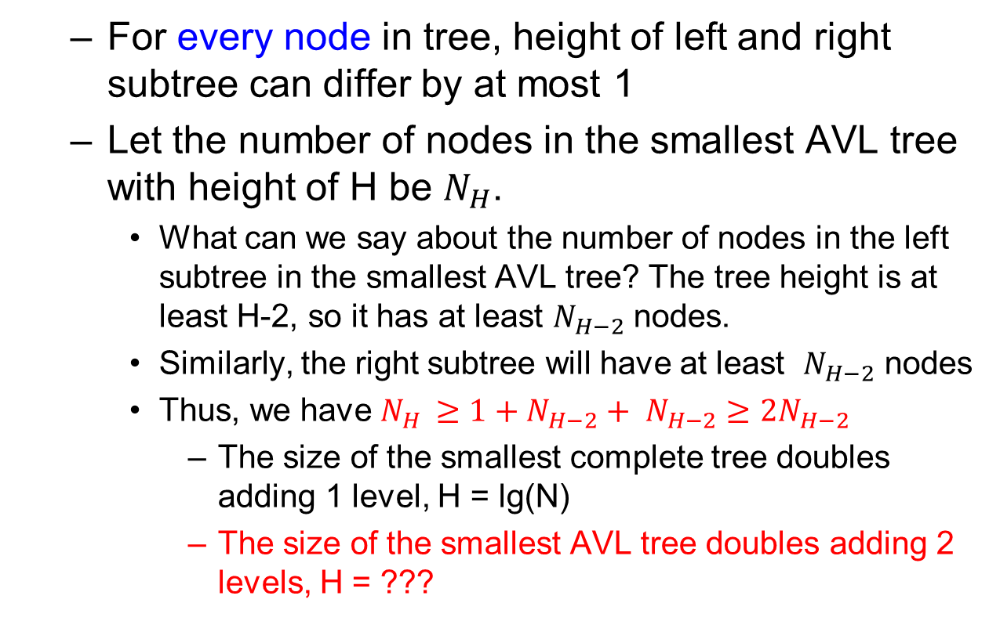 – For every node in tree, height of left and right
subtree can differ by at most 1
– Let the number of nodes in the smallest AVL tree
with height of H be $N_H$.
• What can we say about the number of nodes in the left
subtree in the smallest AVL tree? The tree height is at
least H-2, so it has at least $N_{H-2}$ nodes.
• Similarly, the right subtree will have at least $N_{H-2}$ nodes
• Thus, we have $N_H \geq 1 + N_{H-2} + N_{H-2} \geq 2N_{H-2}$
– The size of the smallest complete tree doubles
adding 1 level, H = lg(N)
– The size of the smallest AVL tree doubles adding 2
levels, H = ???